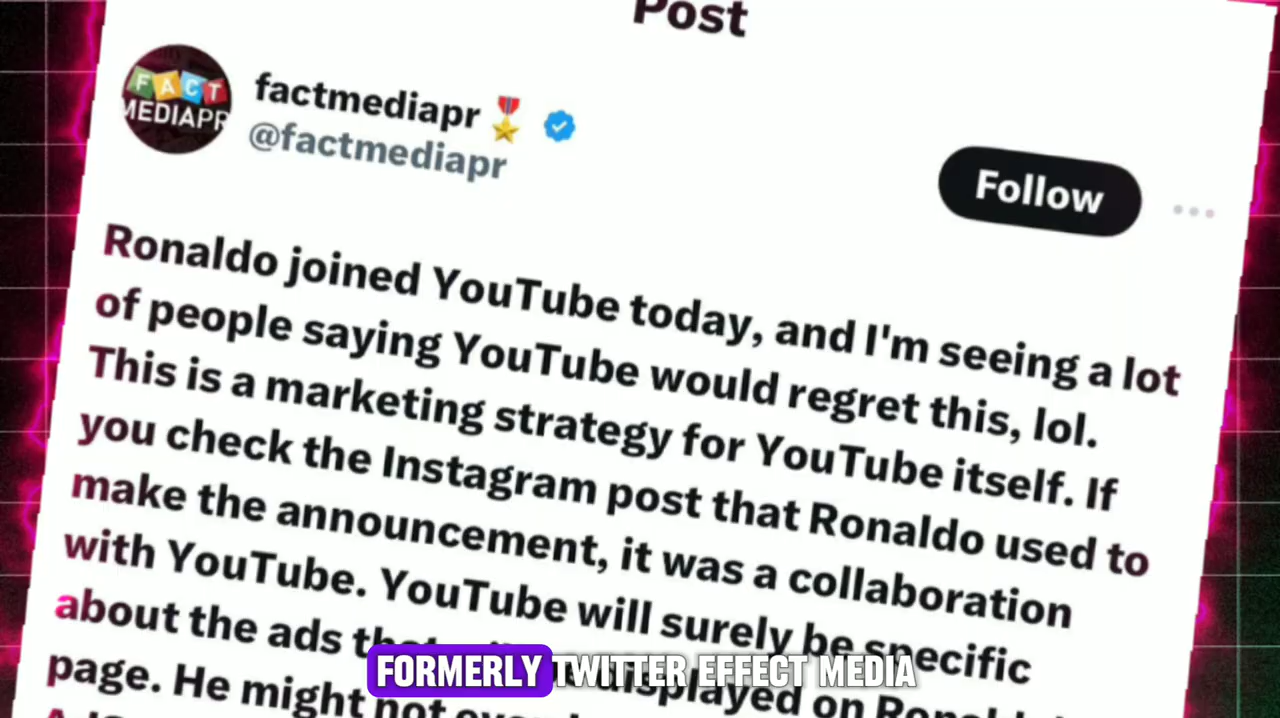 Post
FACT
MEDIAPR
factmediapr
@factmediapr
Follow
Ronaldo joined YouTube today, and I'm seeing a lot
of people saying YouTube would regret this, lol.
This is a marketing strategy for YouTube itself. If
you check the Instagram post that Ronaldo used to
make the announcement, it was a collaboration
with YouTube. YouTube will surely be specific
about the ads displayed on
page. He might not
FORMERLY TWITTER EFFECT MEDIA